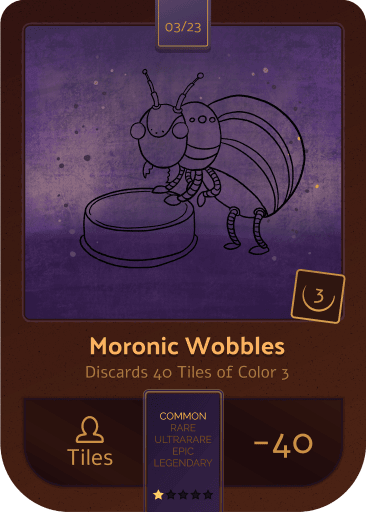 03/23
3
Moronic Wobbles
Discards 40 Tiles of Color 3
Tiles
COMMON
RARE
ULTRARARE
EPIC
LEGENDARY
-40